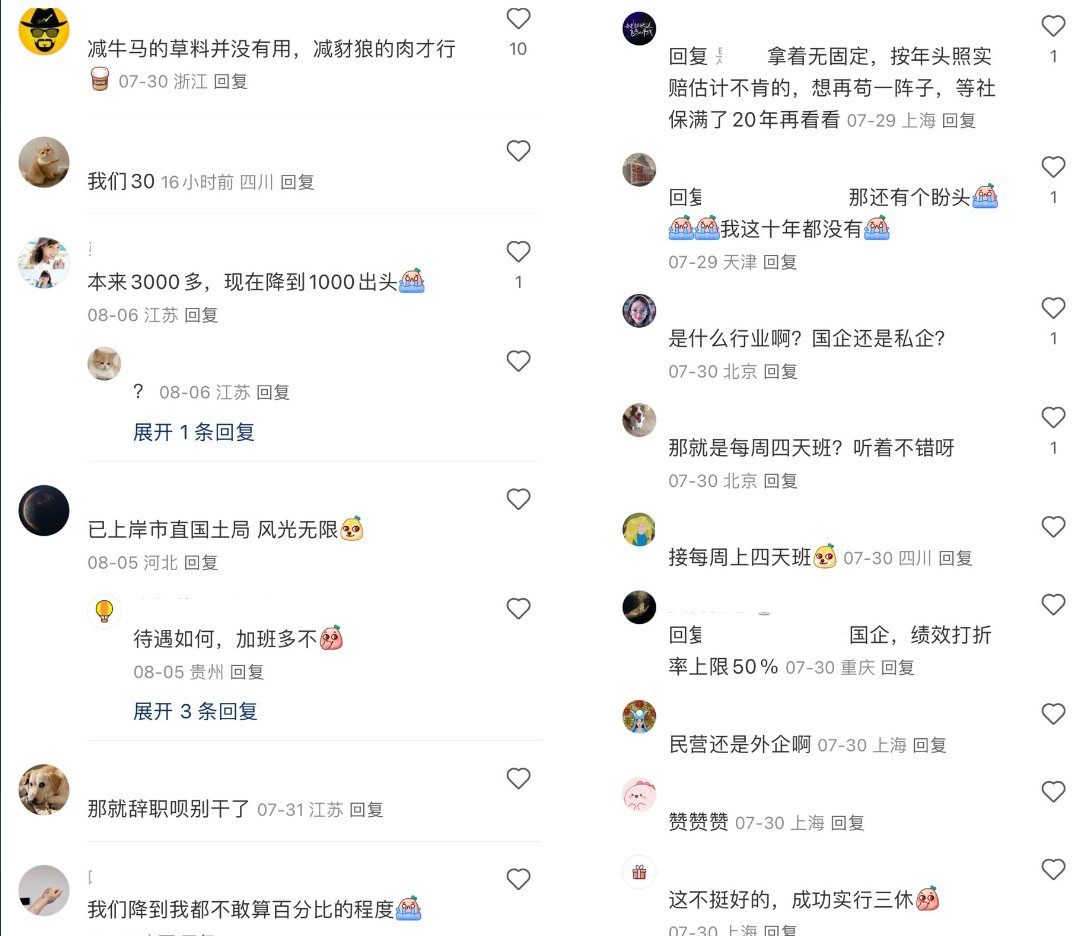 10
减牛马的草料并没有用，减豺狼的肉才行
07-30 浙江 回复
我们30 16小时前 四川 回复
本来3000多，现在降到1000出头
1
08-06 江苏 回复
？ 08-06 江苏 回复
展开 1 条回复
已上岸市直国土局 风光无限
08-05 河北 回复
待遇如何，加班多不
08-05 贵州 回复
展开 3 条回复
那就辞职呗别干了 07-31 江苏 回复
我们降到我都不敢算百分比的程度
回复
拿着无固定，按年头照实
1
赔估计不肯的，想再苟一阵子，等社
保满了20年再看看 07-29 上海 回复
回复
那还有个盼头
1
我这十年都没有
07-29 天津 回复
是什么行业啊？国企还是私企？
1
07-30 北京 回复
那就是每周四天班？听着不错呀
1
07-30 北京 回复
接每周上四天班 07-30 四川 回复
回复
国企，绩效打折
率上限50% 07-30 重庆 回复
民营还是外企啊 07-30 上海 回复
赞赞赞 07-30 上海 回复
这不挺好的，成功实行三休
07-30 上海 回复